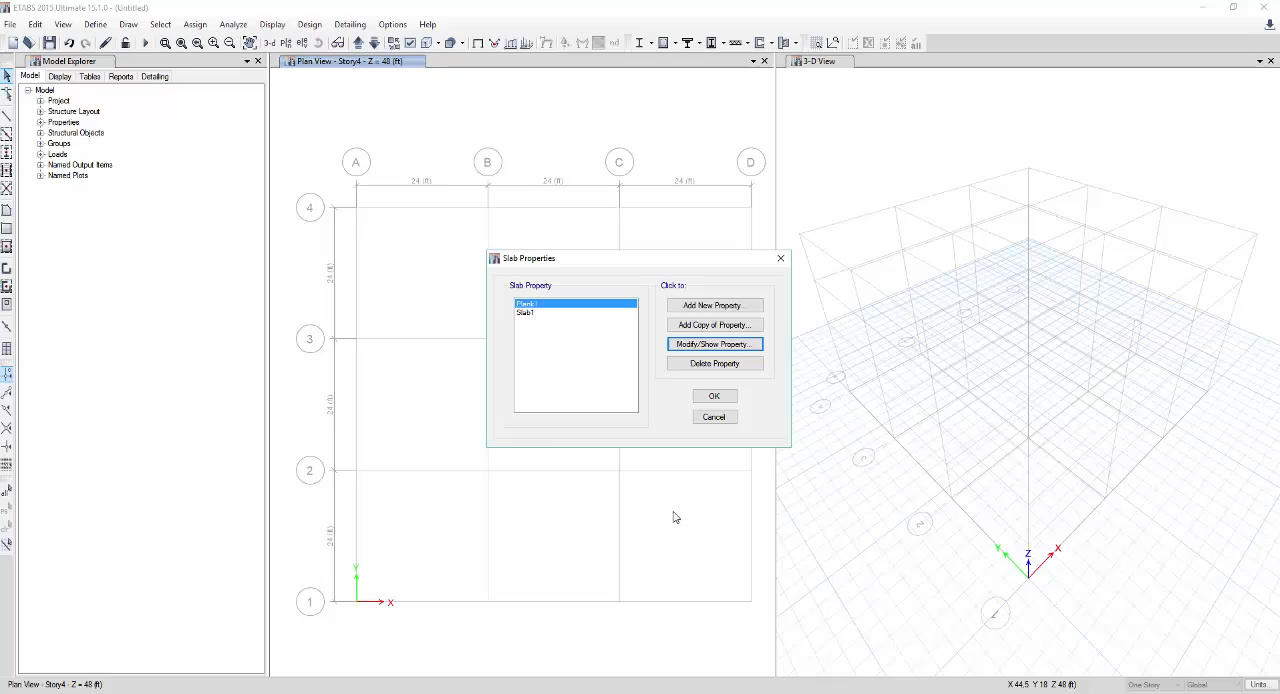 ETABS 2015 Ultimate 15.1.0 - (Untitled)
File Edit View Define Draw Select Assign Analyze Display Design Detailing Options Help
3-d
nd
Model Explorer
Plan View - Story4 - Z = 48 (ft)
3-D View
Model Display Tables Reports Detailing
Model
Project
Structure Layout
Properties
Structural Objects
Groups
Loads
Named Output Items
Named Plots
A B C D
24 (ft) 24 (ft) 24 (ft)
4
24 (ft)
3
24 (ft)
2
24 (ft)
1
Y
X
Slab Properties
Slab Property
Plank1
Slab1
Click to:
Add New Property...
Add Copy of Property...
Modify/Show Property...
Delete Property
OK
Cancel
Y Z X
all
Plan View - Story4 - Z = 48 (ft)
X 44.5 Y 18 Z 48 (ft)
One Story
Global
Units...